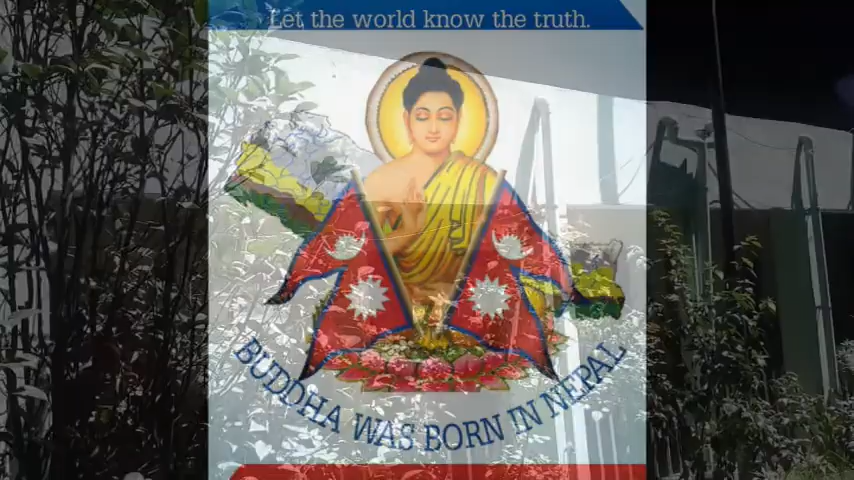 Let the world know the truth.
BUDDHA WAS BORN IN NEPAL